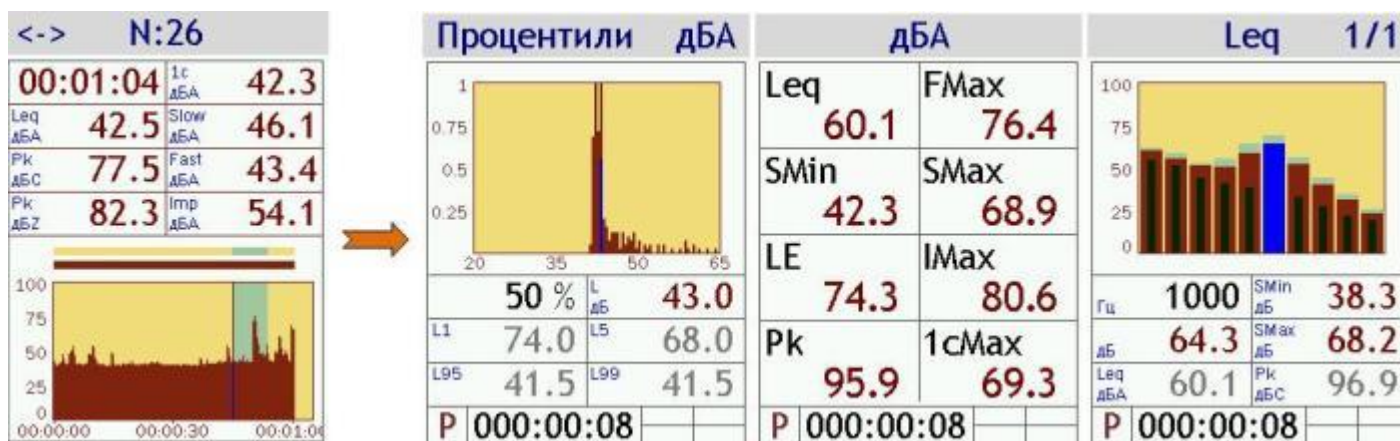 <-> N:26
00:01:04 1с дБА 42.3
Leq дБА 42.5 Slow дБА 46.1
Pk дБC 77.5 Fast дБА 43.4
Pk дБZ 82.3 Imp дБА 54.1
100
75
50
25
0
00:00:00 00:00:30 00:01:0
Процентили дБА
1
0.75
0.5
0.25
20 35 50 65
50 % L дБ 43.0
L1 74.0 L5 68.0
L95 41.5 L99 41.5
P 000:00:08
дБА
Leq FMax
60.1 76.4
SMin SMax
42.3 68.9
LE IMax
74.3 80.6
Pk 1сMax
95.9 69.3
P 000:00:08
Leq 1/1
100
75
50
25
0
Гц 1000 SMin дБ 38.3
дБ 64.3 SMax дБ 68.2
Leq дБА 60.1 Pk дБC 96.9
P 000:00:08